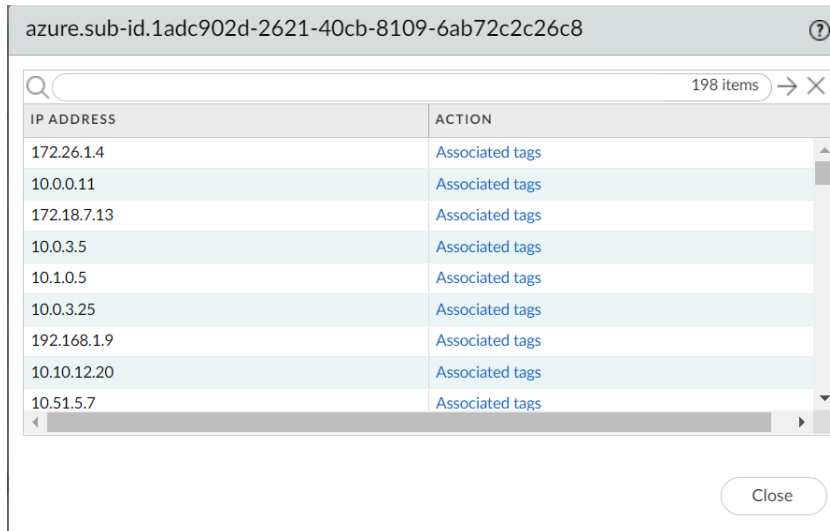 azure.sub-id.1adc902d-2621-40cb-8109-6ab72c2c26c8 ?
198 items
IP ADDRESS ACTION
172.26.1.4 Associated tags
10.0.0.11 Associated tags
172.18.7.13 Associated tags
10.0.3.5 Associated tags
10.1.0.5 Associated tags
10.0.3.25 Associated tags
192.168.1.9 Associated tags
10.10.12.20 Associated tags
10.51.5.7 Associated tags
Close